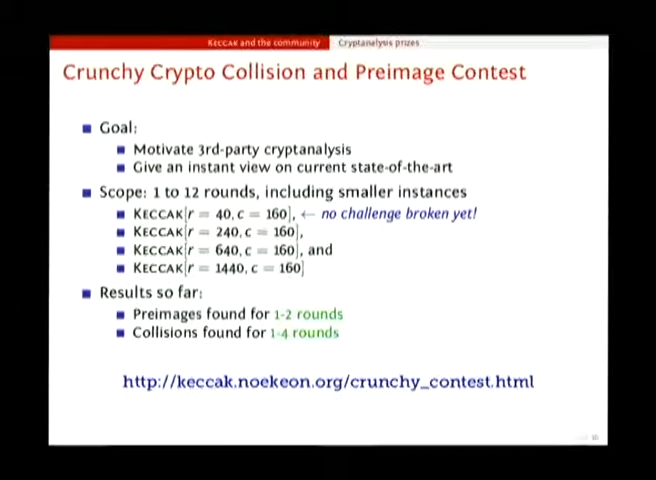 KECCAK and the community Cryptanalysis prizes
Crunchy Crypto Collision and Preimage Contest
Goal:
Motivate 3rd-party cryptanalysis
Give an instant view on current state-of-the-art
Scope: 1 to 12 rounds, including smaller instances
KECCAK[r = 40, c = 160], ← no challenge broken yet!
KECCAK[r = 240, c = 160],
KECCAK[r = 640, c = 160], and
KECCAK[r = 1440, c = 160]
Results so far:
Preimages found for 1-2 rounds
Collisions found for 1-4 rounds
http://keccak.noekeon.org/crunchy_contest.html